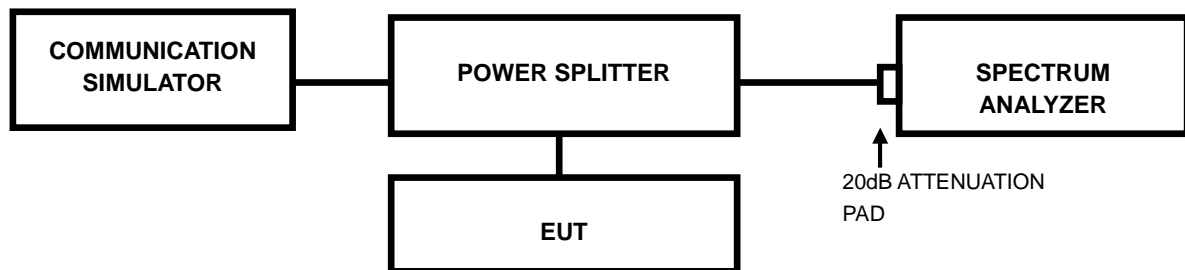 COMMUNICATION
SIMULATOR
POWER SPLITTER
SPECTRUM
ANALYZER
20dB ATTENUATION
PAD
EUT